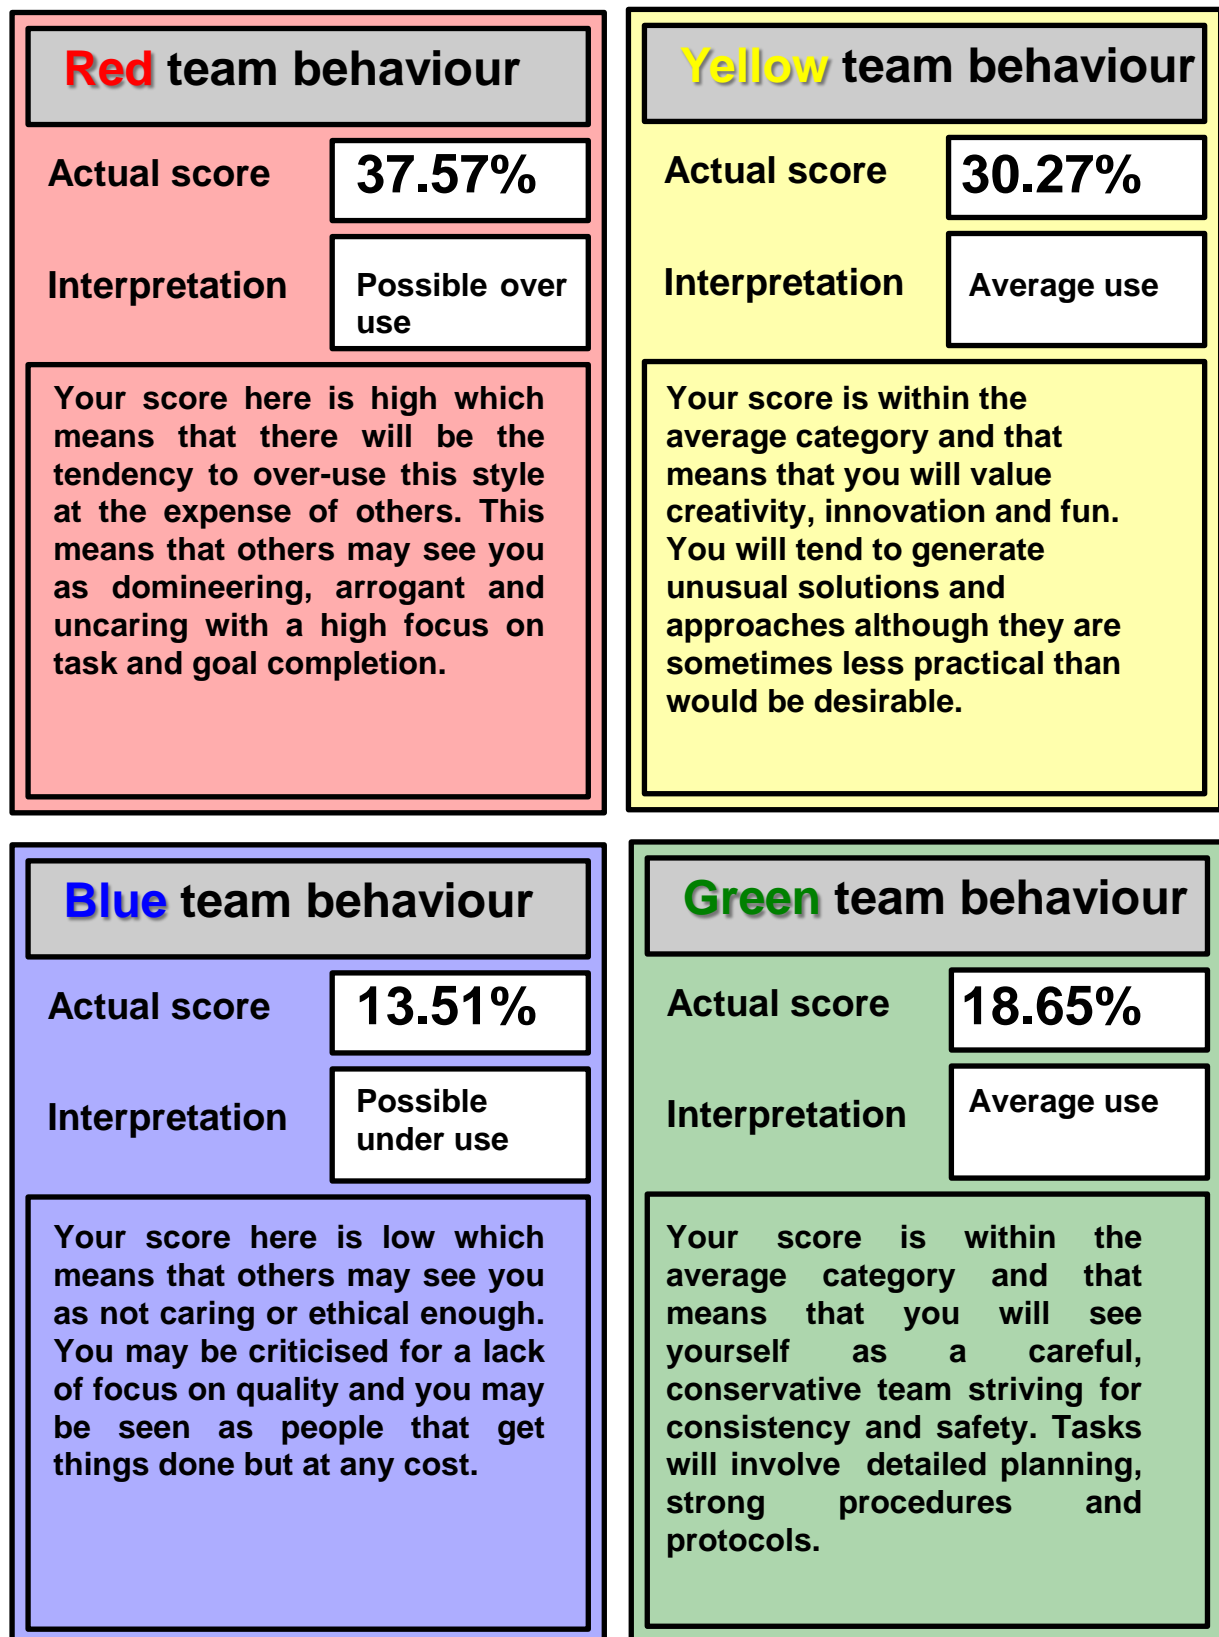 Red team behaviour
Actual score
37.57%
Interpretation
Possible over
use
Your score here is high which
means that there will be the
tendency to over-use this style
at the expense of others. This
means that others may see you
as domineering, arrogant and
uncaring with a high focus on
task and goal completion.
Yellow team behaviour
Actual score
30.27%
Interpretation
Average use
Your score is within the
average category and that
means that you will value
creativity, innovation and fun.
You will tend to generate
unusual solutions and
approaches although they are
sometimes less practical than
would be desirable.
Blue team behaviour
Actual score
13.51%
Interpretation
Possible
under use
Your score here is low which
means that others may see you
as not caring or ethical enough.
You may be criticised for a lack
of focus on quality and you may
be seen as people that get
things done but at any cost.
Green team behaviour
Actual score
18.65%
Interpretation
Average use
Your score is within the
average category and that
means that you will see
yourself as a careful,
conservative team striving for
consistency and safety. Tasks
will involve detailed planning,
strong procedures and
protocols.